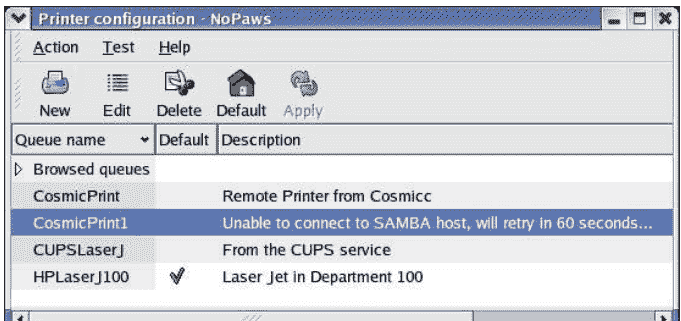 Printer configuration - NoPaws
Action Test Help
New Edit Delete Default Apply
Queue name Default Description
Browsed queues
CosmicPrint Remote Printer from Cosmicc
CosmicPrint1 Unable to connect to SAMBA host, will retry in 60 seconds...
CUPSLaserJ From the CUPS service
HPLaserJ100 Laser Jet in Department 100